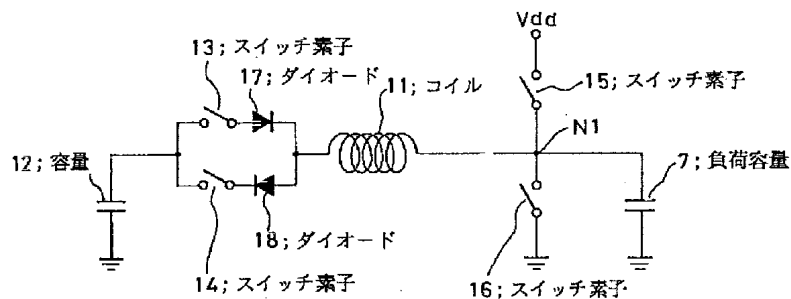 Vdd
13;スイッチ素子
17;ダイオード
11;コイル
15;スイッチ素子
N1
12;容量
7;負荷容量
18;ダイオード
14;スイッチ素子
16;スイッチ素子